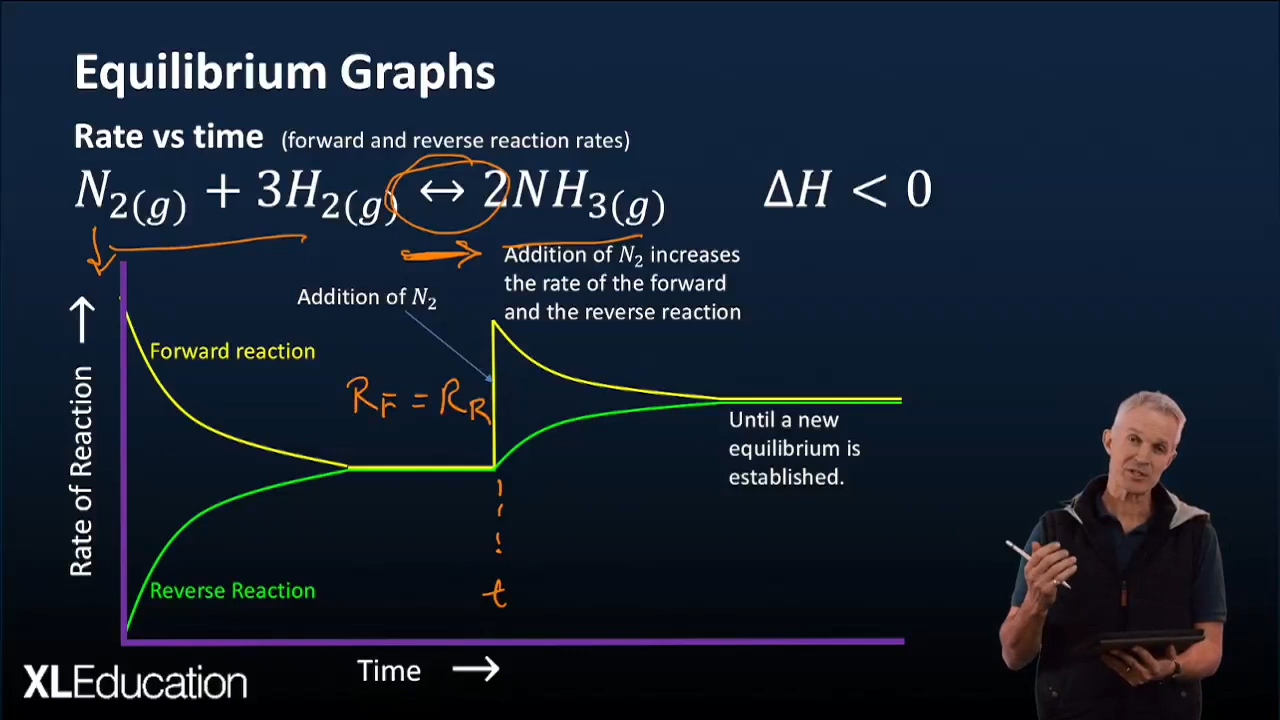 Equilibrium Graphs
Rate vs time (forward and reverse reaction rates)
N₂(g) + 3H₂(g) ↔ 2NH₃(g) ΔH < 0
Addition of N₂ increases
the rate of the forward
and the reverse reaction
Addition of N₂
Forward reaction
R_F = R_R
Until a new
equilibrium is
established.
Reverse Reaction
t
Rate of Reaction →
Time →
XLEducation